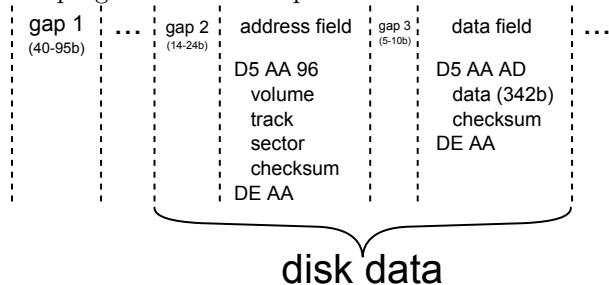 gap 1
(40-95b)
...
gap 2
(14-24b)
address field
D5 AA 96
volume
track
sector
checksum
DE AA
gap 3
(5-10b)
data field
D5 AA AD
data (342b)
checksum
DE AA
...
disk data